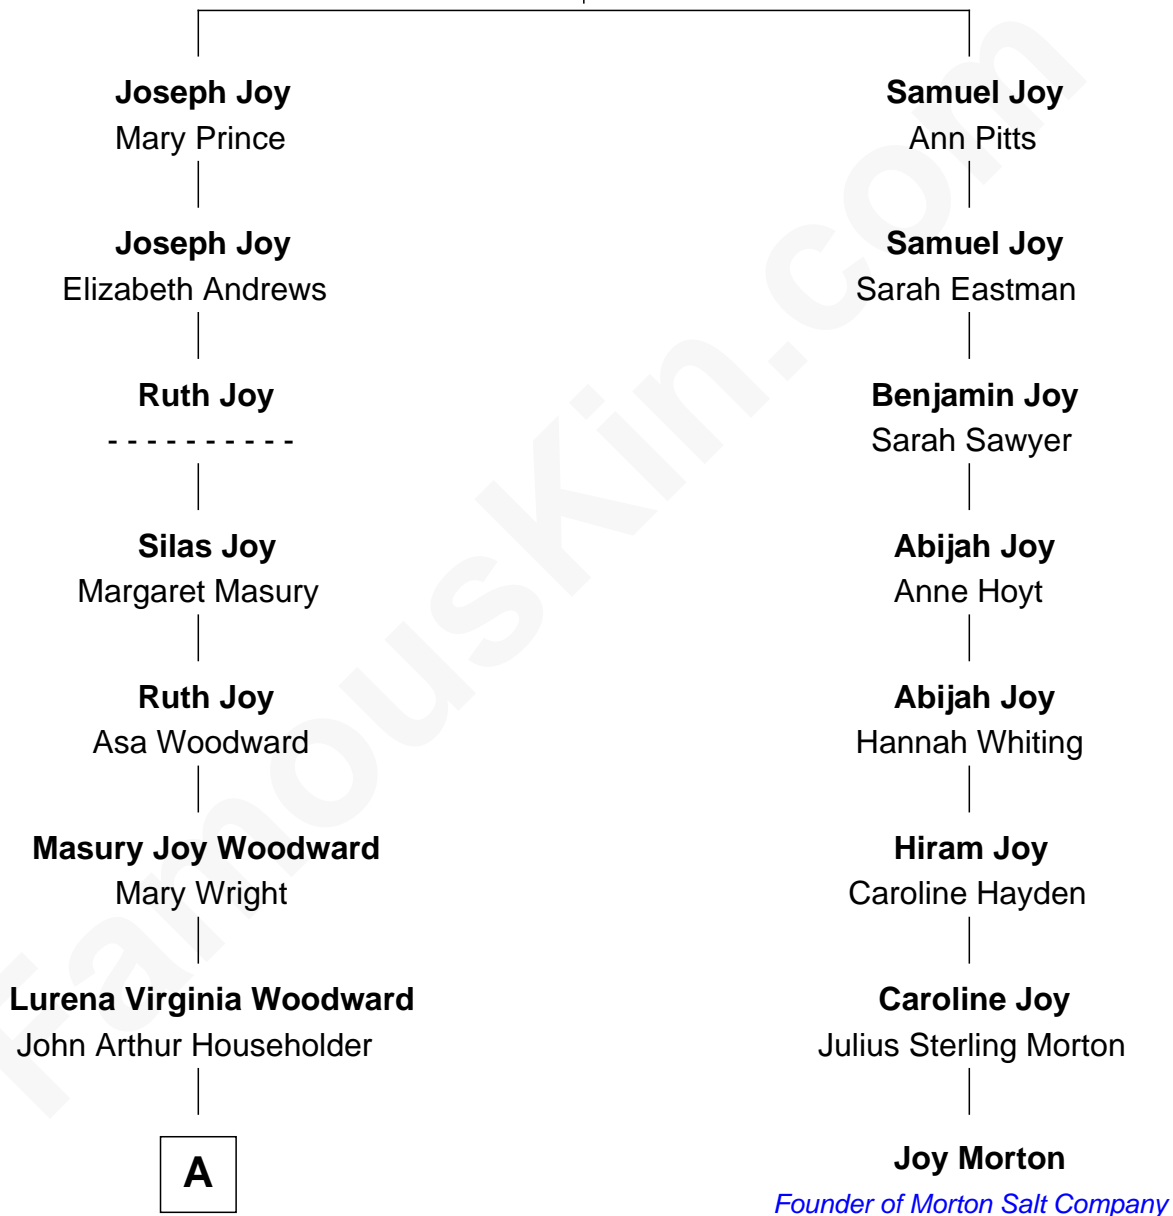 Joseph Joy
Mary Prince
Joseph Joy
Elizabeth Andrews
Ruth Joy
- - - - - - - - - -
Silas Joy
Margaret Masury
Ruth Joy
Asa Woodward
Masury Joy Woodward
Mary Wright
Lurena Virginia Woodward
John Arthur Householder
A
Samuel Joy
Ann Pitts
Samuel Joy
Sarah Eastman
Benjamin Joy
Sarah Sawyer
Abijah Joy
Anne Hoyt
Abijah Joy
Hannah Whiting
Hiram Joy
Caroline Hayden
Caroline Joy
Julius Sterling Morton
Joy Morton
Founder of Morton Salt Company
FamousKin.com